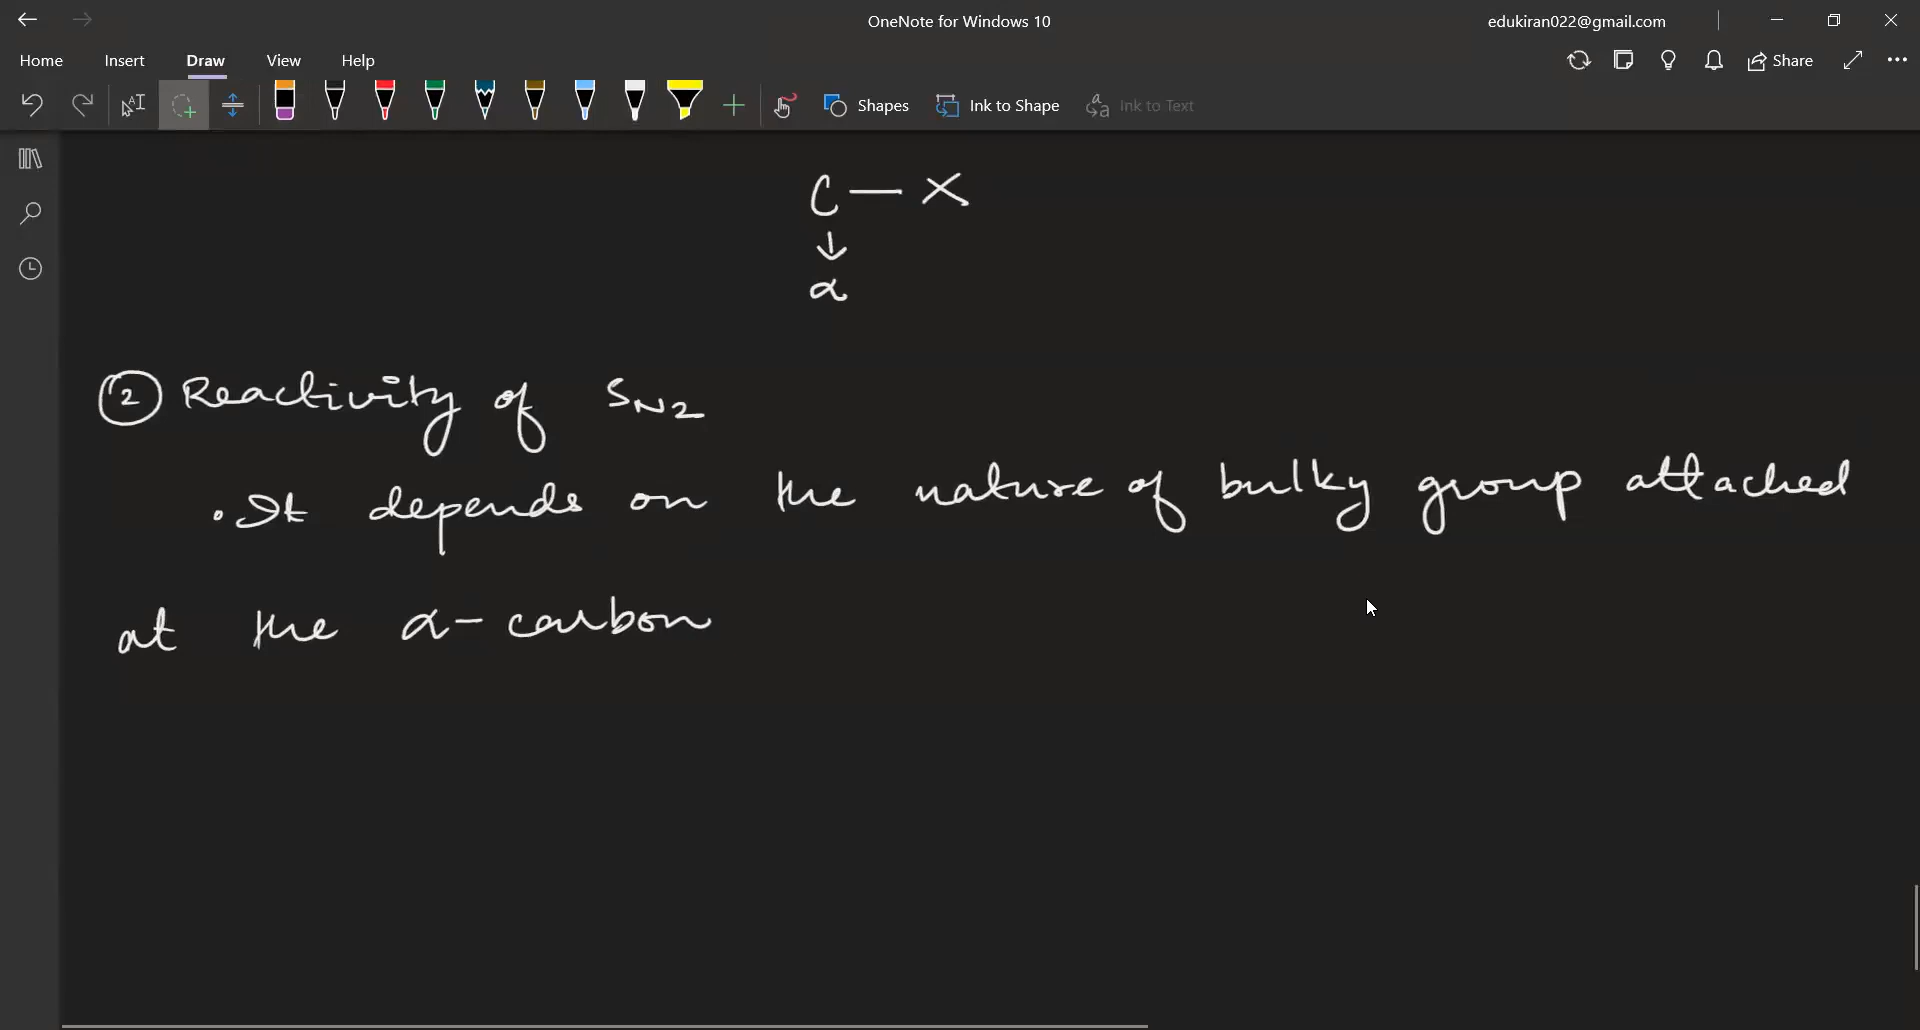 OneNote for Windows 10
edukiran022@gmail.com
Home Insert Draw View Help
Share
Shapes Ink to Shape Ink to Text
C — X
↓
α
② Reactivity of SN2
. It depends on the nature of bulky group attached
at the α - carbon